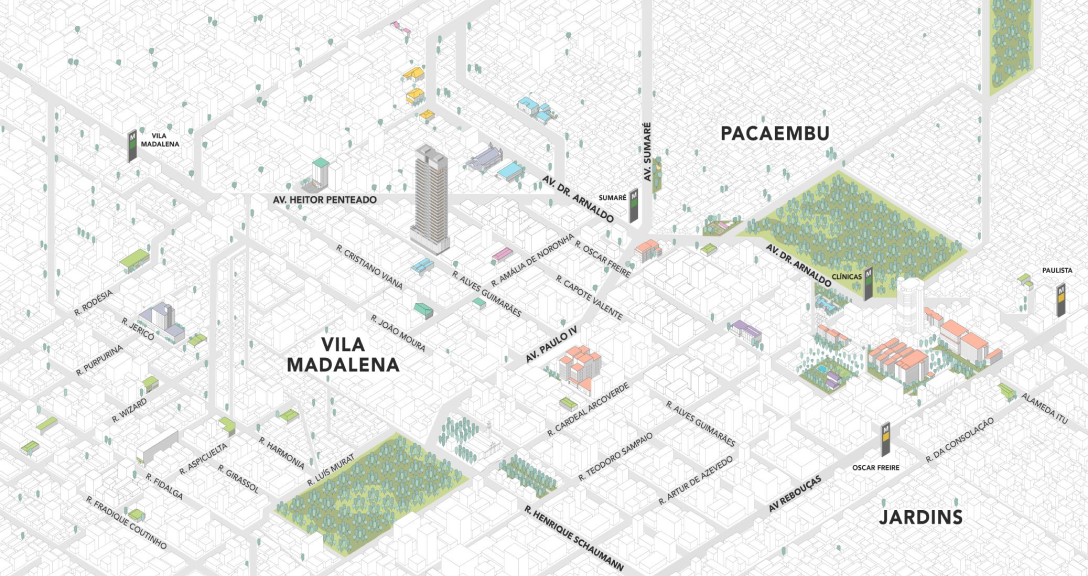 PACAEMBU
VILA
MADALENA
AV. SUMARÉ
SUMARÉ
AV. DR. ARNALDO
AV. HEITOR PENTEADO
R. CRISTIANO VIANA
R. ALVES GUIMARÃES
R. AMÁLIA DE NORONHA
R. OSCAR FREIRE
R. CAPOTE VALENTE
AV. DR. ARNALDO
CLÍNICAS
PAULISTA
R. RODÉSIA
R. JERICÓ
R. PURPURINA
R. JOÃO MOURA
VILA
MADALENA
AV. PAULO IV
R. WIZARD
R. CARDEAL ARCOVERDE
R. ALVES GUIMARÃES
ALAMEDA ITU
R. DA CONSOLAÇÃO
OSCAR FREIRE
R. ASPICUELTA
R. HARMONIA
R. LUÍS MURAT
R. GIRASSOL
R. FIDALGA
R. FRADIQUE COUTINHO
R. TEODORO SAMPAIO
R. ARTUR DE AZEVEDO
AV REBOUÇAS
R. HENRIQUE SCHAUMANN
JARDINS